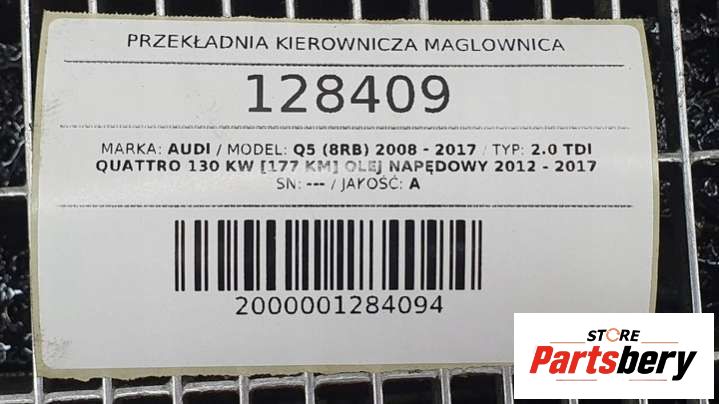 PRZEKŁADNIA KIEROWNICZA MAGLOWNICA
128409
MARKA: AUDI / MODEL: Q5 (8RB) 2008 - 2017 / TYP: 2.0 TDI
QUATTRO 130 KW [177 KM] OLEJ NAPĘDOWY 2012 - 2017
SN: --- / JAKOŚĆ: A
2000001284094
STORE
Partsbery